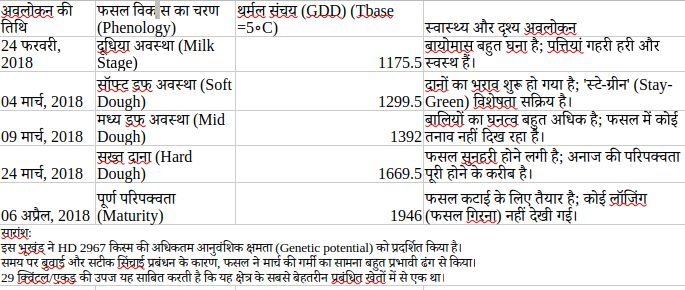 अवलोकन की तिथि	फसल विकास का चरण (Phenology)	थर्मल संचय (GDD) (Tbase =5∘C)	स्वास्थ्य और दृश्य अवलोकन
24 फरवरी, 2018	दूधिया अवस्था (Milk Stage)	1175.5	बायोमास बहुत घना है; पत्तियां गहरी हरी और स्वस्थ हैं।
04 मार्च, 2018	सॉफ्ट डफ अवस्था (Soft Dough)	1299.5	दानों का भराव शुरू हो गया है; 'स्टे-ग्रीन' (Stay-Green) विशेषता सक्रिय है।
09 मार्च, 2018	मध्य डफ अवस्था (Mid Dough)	1392	बालियों का घनत्व बहुत अधिक है; फसल में कोई तनाव नहीं दिख रहा है।
24 मार्च, 2018	सख्त दाना (Hard Dough)	1669.5	फसल सुनहरी होने लगी है; अनाज की परिपक्वता पूरी होने के करीब है।
06 अप्रैल, 2018	पूर्ण परिपक्वता (Maturity)	1946	फसल कटाई के लिए तैयार है; कोई लॉजिंग (फसल गिरना) नहीं देखी गई।
सारांश:
इस भूखंड ने HD 2967 किस्म की अधिकतम आनुवंशिक क्षमता (Genetic potential) को प्रदर्शित किया है।
समय पर बुवाई और सटीक सिंचाई प्रबंधन के कारण, फसल ने मार्च की गर्मी का सामना बहुत प्रभावी ढंग से किया।
29 क्विंटल/एकड़ की उपज यह साबित करती है कि यह क्षेत्र के सबसे बेहतरीन प्रबंधित खेतों में से एक था।